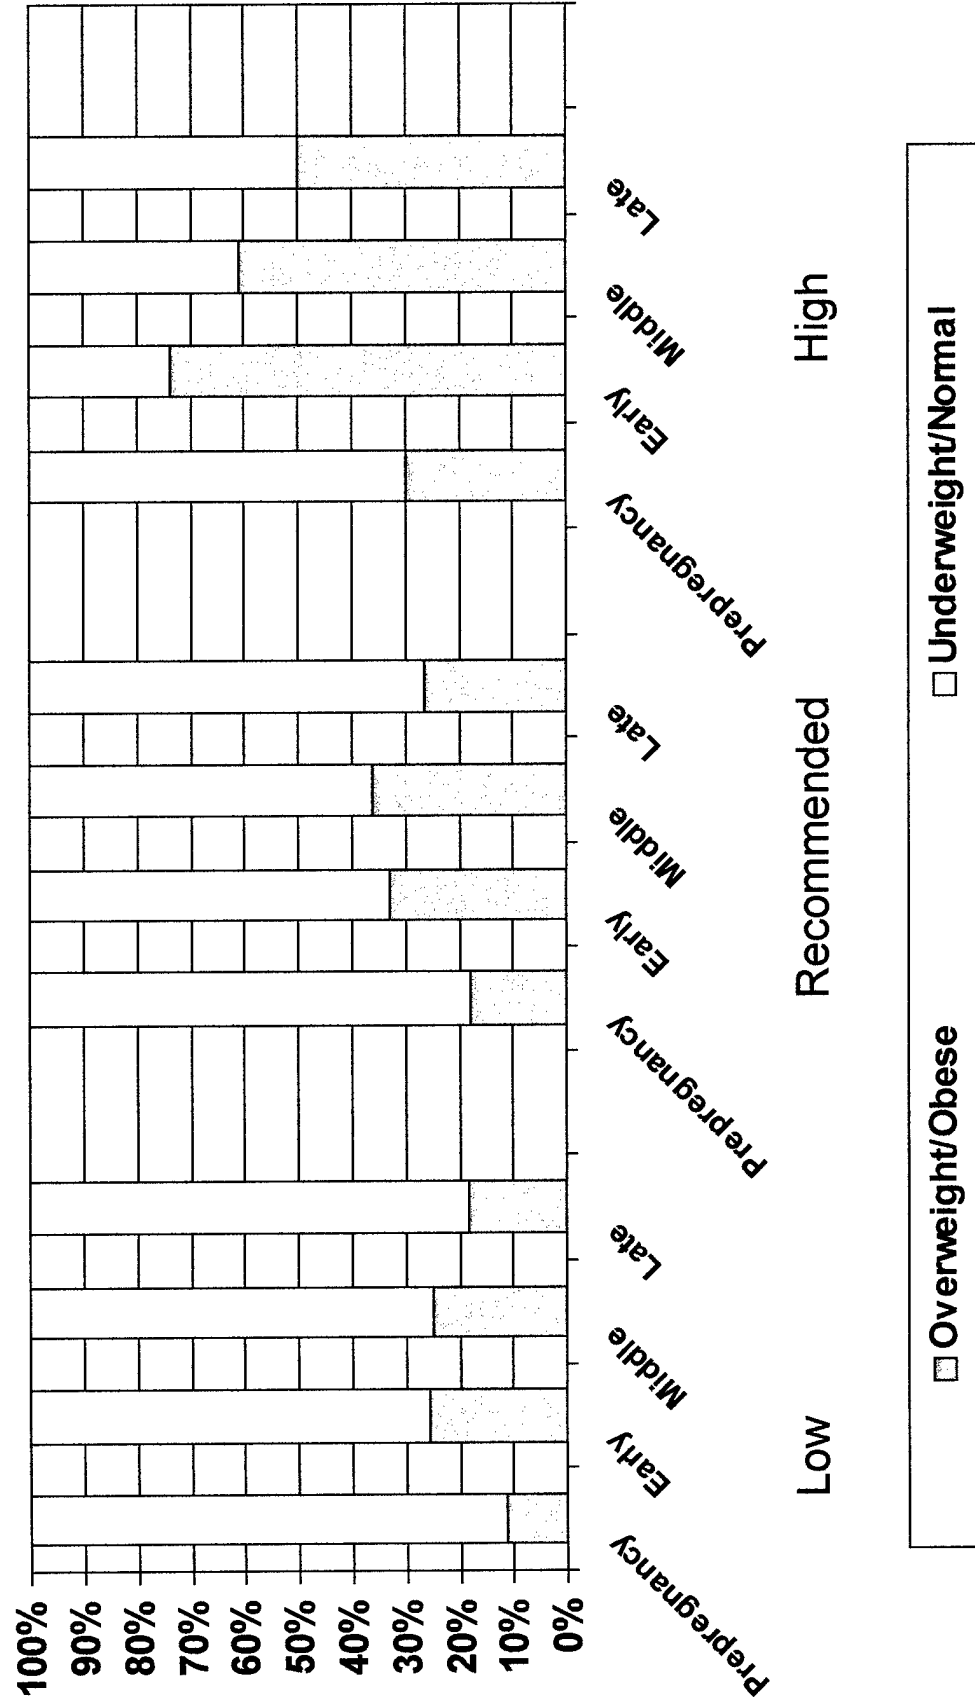 100%
90%
80%
70%
60%
50%
40%
30%
20%
10%
0%
Prepregnancy
Early
Middle
Late
Prepregnancy
Early
Middle
Late
Prepregnancy
Early
Middle
Late
Low
Recommended
High
Overweight/Obese
Underweight/Normal